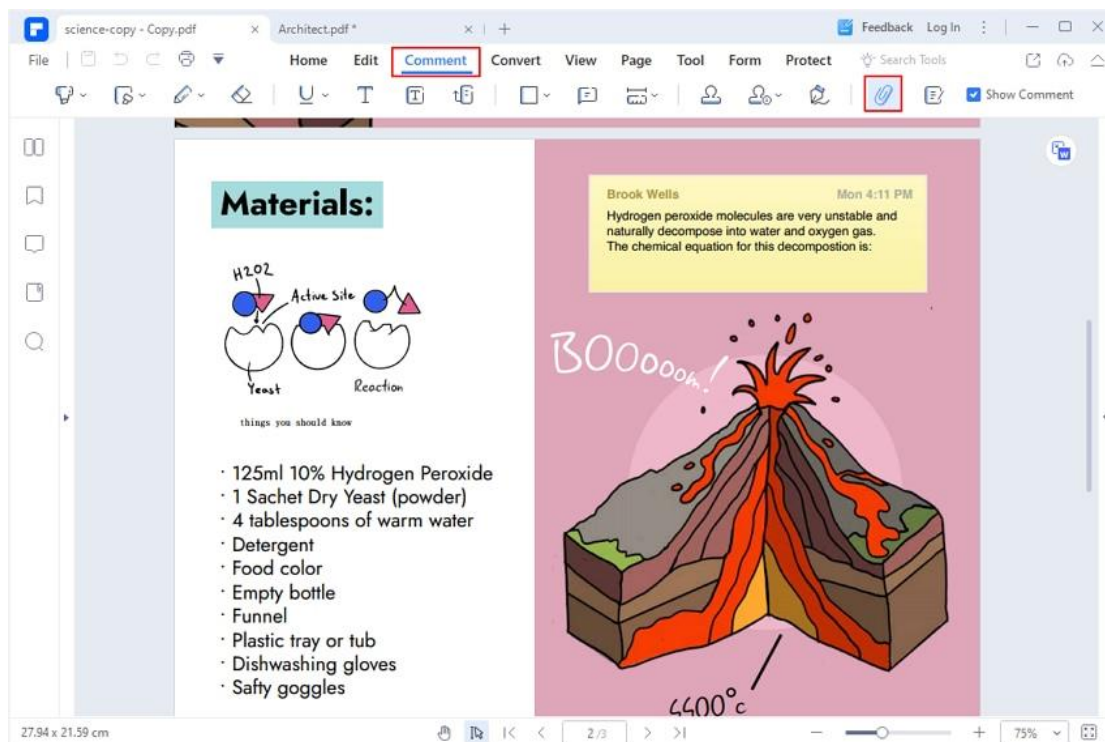 science-copy - Copy.pdf
Architect.pdf *
Feedback Log In
File
Home Edit Comment Convert View Page Tool Form Protect
Search Tools
Show Comment
Materials:
H2O2
Active Site
Yeast
Reaction
things you should know
· 125ml 10% Hydrogen Peroxide
· 1 Sachet Dry Yeast (powder)
· 4 tablespoons of warm water
· Detergent
· Food color
· Empty bottle
· Funnel
· Plastic tray or tub
· Dishwashing gloves
· Safty goggles
Brook Wells Mon 4:11 PM
Hydrogen peroxide molecules are very unstable and
naturally decompose into water and oxygen gas.
The chemical equation for this decompostion is:
BOOooom!
4400°c
27.94 x 21.59 cm
2/3
75%